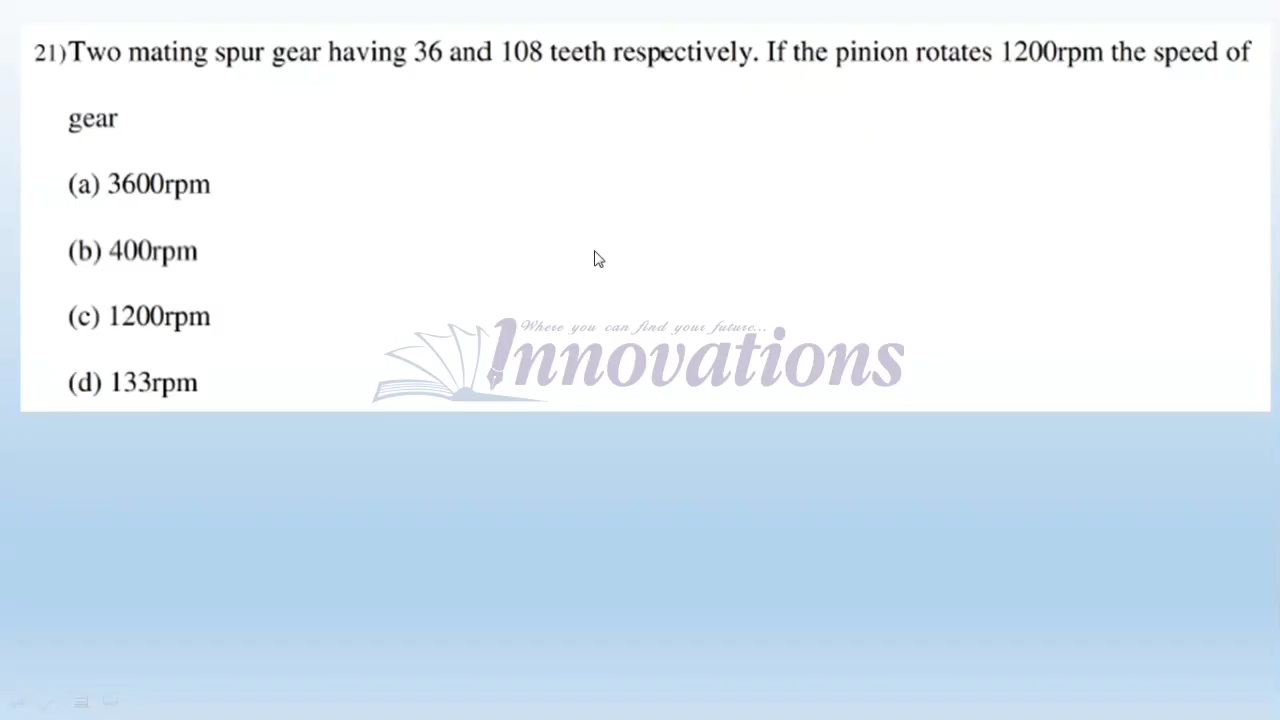 21)Two mating spur gear having 36 and 108 teeth respectively. If the pinion rotates 1200rpm the speed of
gear
(a) 3600rpm
(b) 400rpm
(c) 1200rpm
(d) 133rpm
Where you can find your future...
Innovations